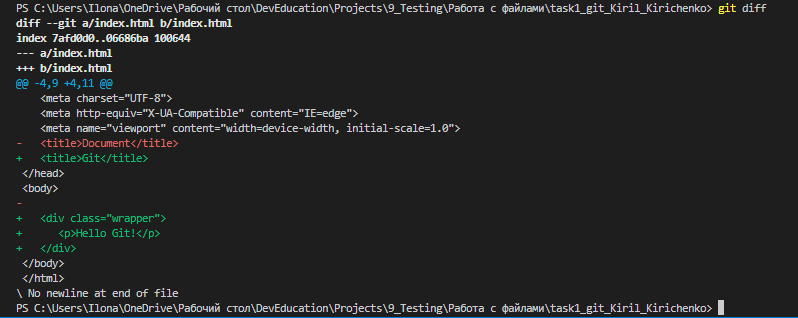 PS C:\Users\Ilona\OneDrive\Рабочий стол\DevEducation\Projects\9_Testing\Работа с файлами\task1_git_Kiril_Kirichenko> git diff
diff --git a/index.html b/index.html
index 7afd0d0..06686ba 100644
--- a/index.html
+++ b/index.html
@@ -4,9 +4,11 @@
    <meta charset="UTF-8">
    <meta http-equiv="X-UA-Compatible" content="IE=edge">
    <meta name="viewport" content="width=device-width, initial-scale=1.0">
-   <title>Document</title>
+   <title>Git</title>
 </head>
 <body>
-
+   <div class="wrapper">
+      <p>Hello Git!</p>
+   </div>
 </body>
 </html>
\ No newline at end of file
PS C:\Users\Ilona\OneDrive\Рабочий стол\DevEducation\Projects\9_Testing\Работа с файлами\task1_git_Kiril_Kirichenko>